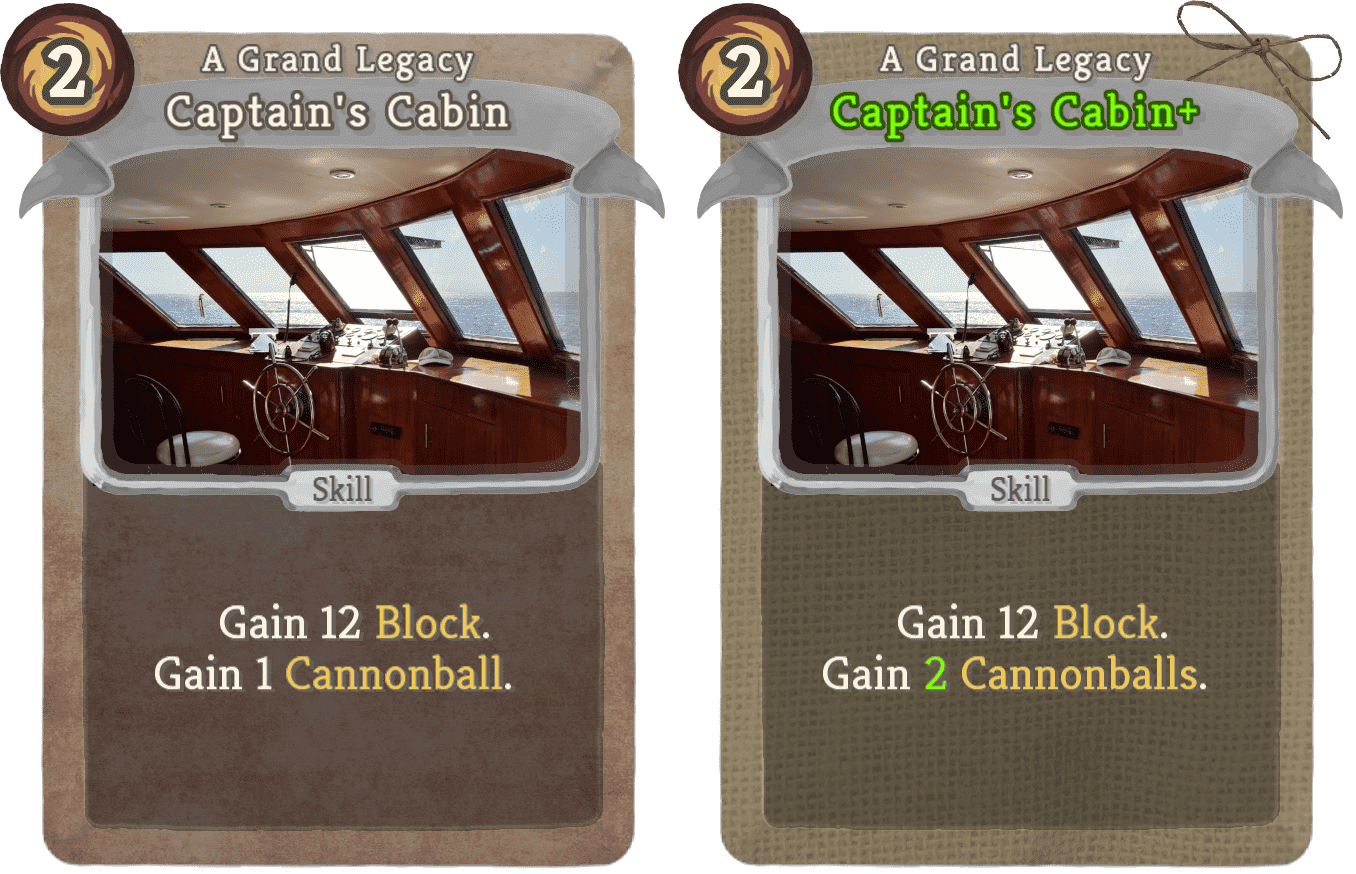 2
A Grand Legacy
Captain's Cabin
Skill
Gain 12 Block.
Gain 1 Cannonball.
2
A Grand Legacy
Captain's Cabin+
Skill
Gain 12 Block.
Gain 2 Cannonballs.